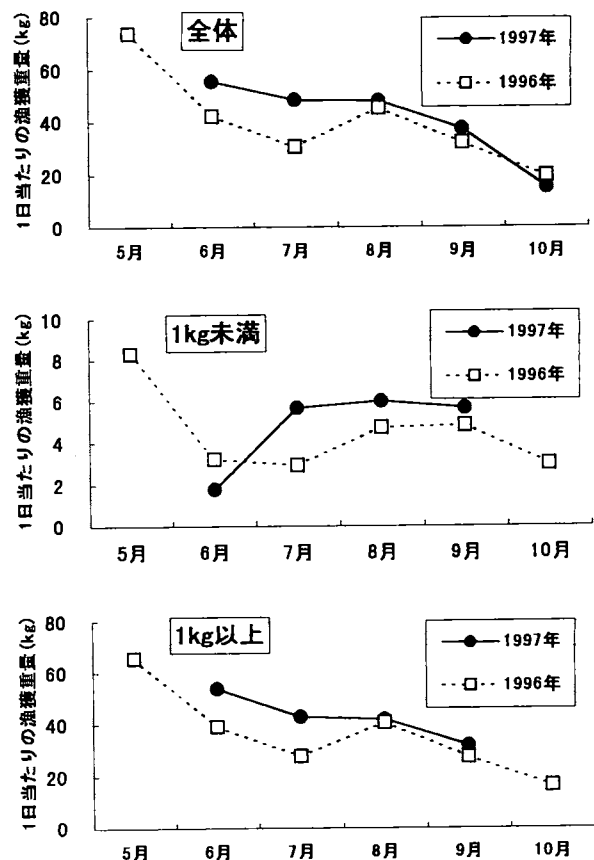 全体
1997年
1996年
1日当たりの漁獲重量(kg)
80
60
40
20
0
5月 6月 7月 8月 9月 10月
1kg未満
1997年
1996年
1日当たりの漁獲重量(kg)
10
8
6
4
2
0
5月 6月 7月 8月 9月 10月
1kg以上
1997年
1996年
1日当たりの漁獲重量(kg)
80
60
40
20
0
5月 6月 7月 8月 9月 10月